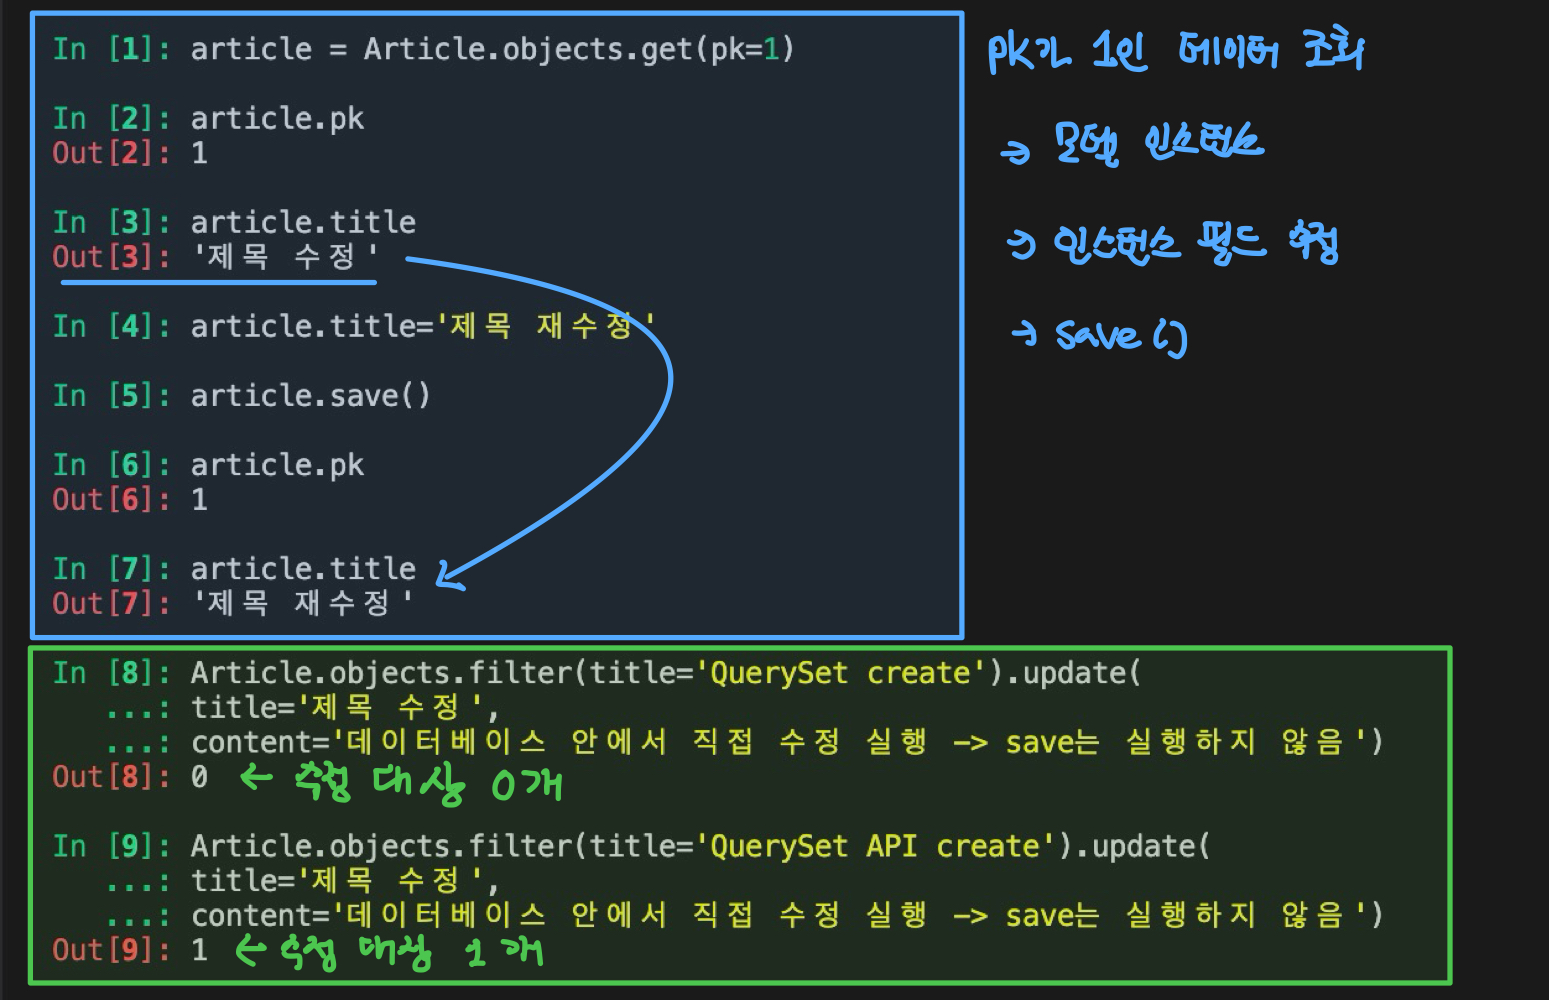 In [1]: article = Article.objects.get(pk=1)
pk가 1인 데이터 조회
In [2]: article.pk
Out[2]: 1
→ 모델 인스턴스
In [3]: article.title
Out[3]: '제목 수정'
→ 인스턴스 필드 수정
In [4]: article.title='제목 재수정'
→ save()
In [5]: article.save()
In [6]: article.pk
Out[6]: 1
In [7]: article.title
Out[7]: '제목 재수정'
In [8]: Article.objects.filter(title='QuerySet create').update(
...: title='제목 수정',
...: content='데이터베이스 안에서 직접 수정 실행 -> save는 실행하지 않음')
Out[8]: 0 ← 수정 대상 0개
In [9]: Article.objects.filter(title='QuerySet API create').update(
...: title='제목 수정',
...: content='데이터베이스 안에서 직접 수정 실행 -> save는 실행하지 않음')
Out[9]: 1 ← 수정 대상 1개